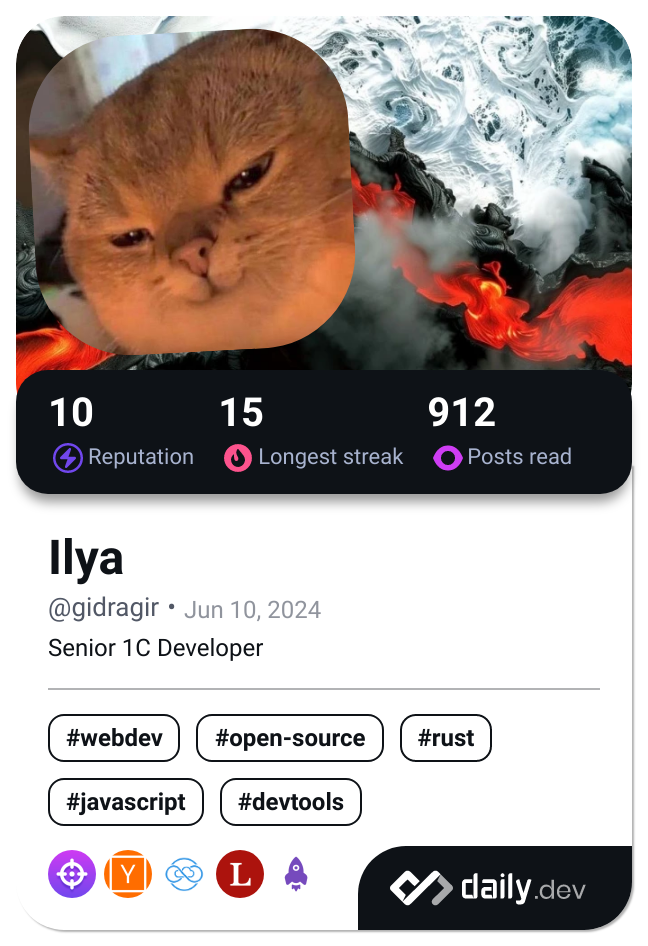 10 15 912
Reputation Longest streak Posts read
Ilya
@gidragir • Jun 10, 2024
Senior 1C Developer
#webdev #open-source #rust
#javascript #devtools
Y L daily.dev